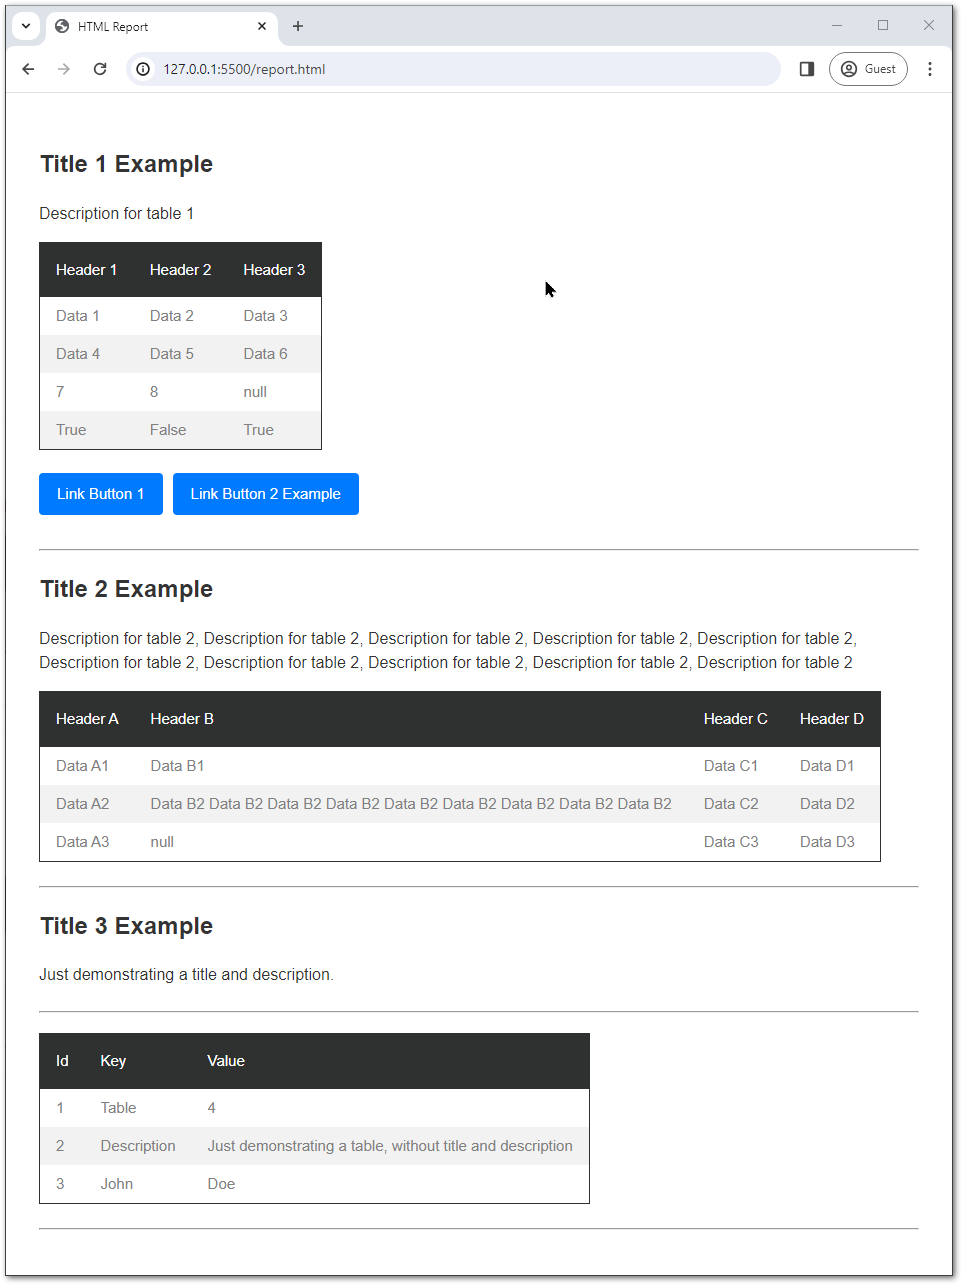 HTML Report
127.0.0.1:5500/report.html
Guest
Title 1 Example
Description for table 1
Header 1 Header 2 Header 3
Data 1 Data 2 Data 3
Data 4 Data 5 Data 6
7 8 null
True False True
Link Button 1 Link Button 2 Example
Title 2 Example
Description for table 2, Description for table 2, Description for table 2, Description for table 2, Description for table 2,
Description for table 2, Description for table 2, Description for table 2, Description for table 2, Description for table 2
Header A Header B Header C Header D
Data A1 Data B1 Data C1 Data D1
Data A2 Data B2 Data B2 Data B2 Data B2 Data B2 Data B2 Data B2 Data B2 Data B2 Data C2 Data D2
Data A3 null Data C3 Data D3
Title 3 Example
Just demonstrating a title and description.
Id Key Value
1 Table 4
2 Description Just demonstrating a table, without title and description
3 John Doe